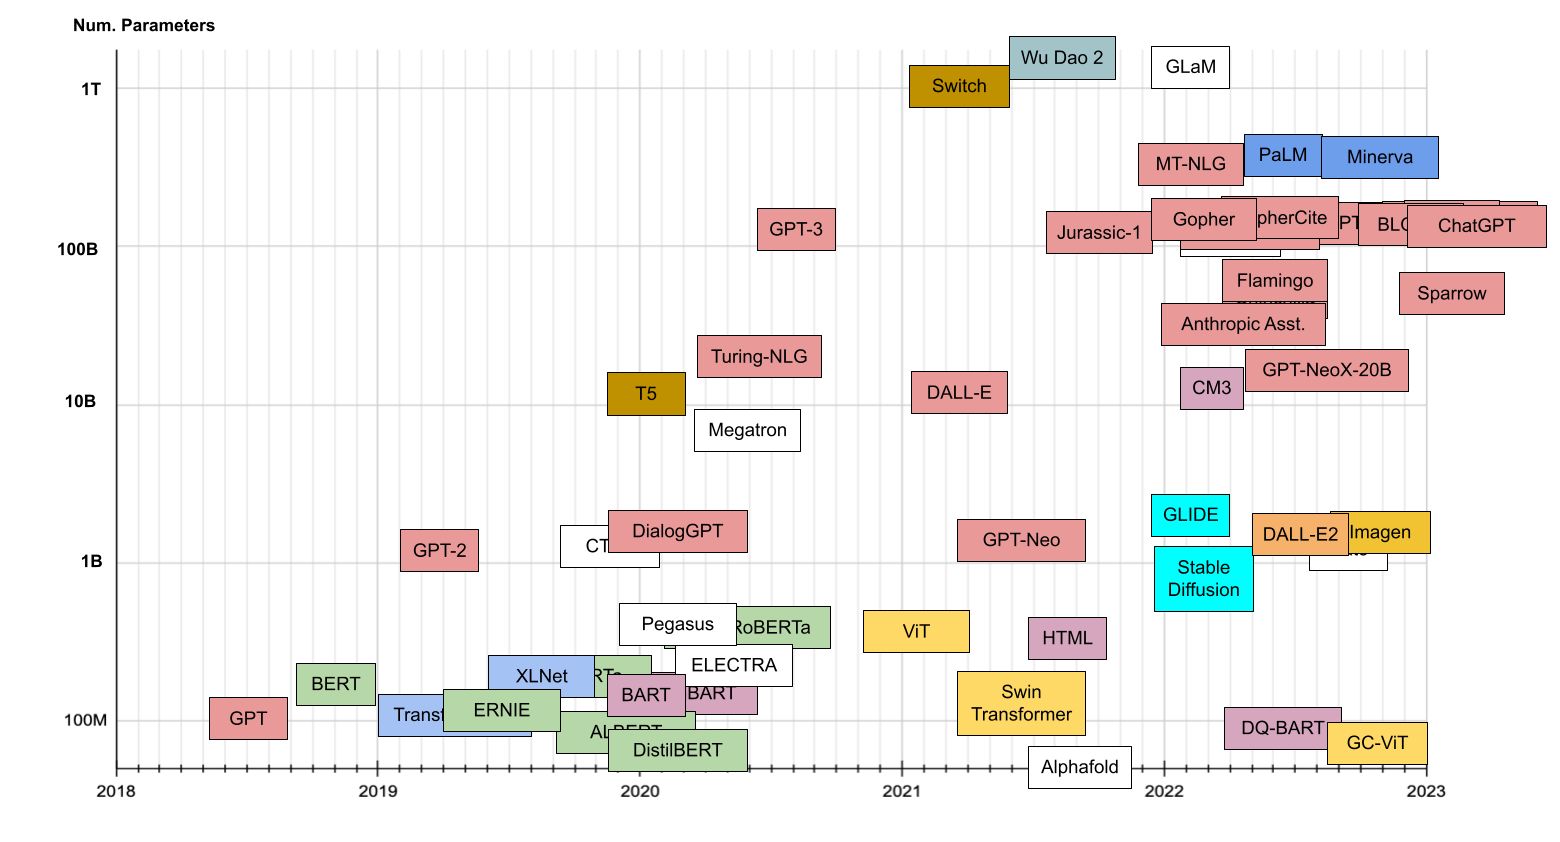 Num. Parameters
Wu Dao 2
GLaM
1T
Switch
MT-NLG
PaLM
Minerva
GPT-3
Jurassic-1
Gopher
pherCite
ChatGPT
100B
Flamingo
Sparrow
Anthropic Asst.
Turing-NLG
GPT-NeoX-20B
T5
DALL-E
CM3
10B
Megatron
GLIDE
DialogGPT
GPT-2
GPT-Neo
DALL-E2
Imagen
1B
Stable
Diffusion
Pegasus
RoBERTa
ViT
HTML
ELECTRA
BERT
XLNet
BART
BART
ERNIE
Swin
Transformer
GPT
100M
ALBERT
DistilBERT
DQ-BART
GC-ViT
Alphafold
2018
2019
2020
2021
2022
2023